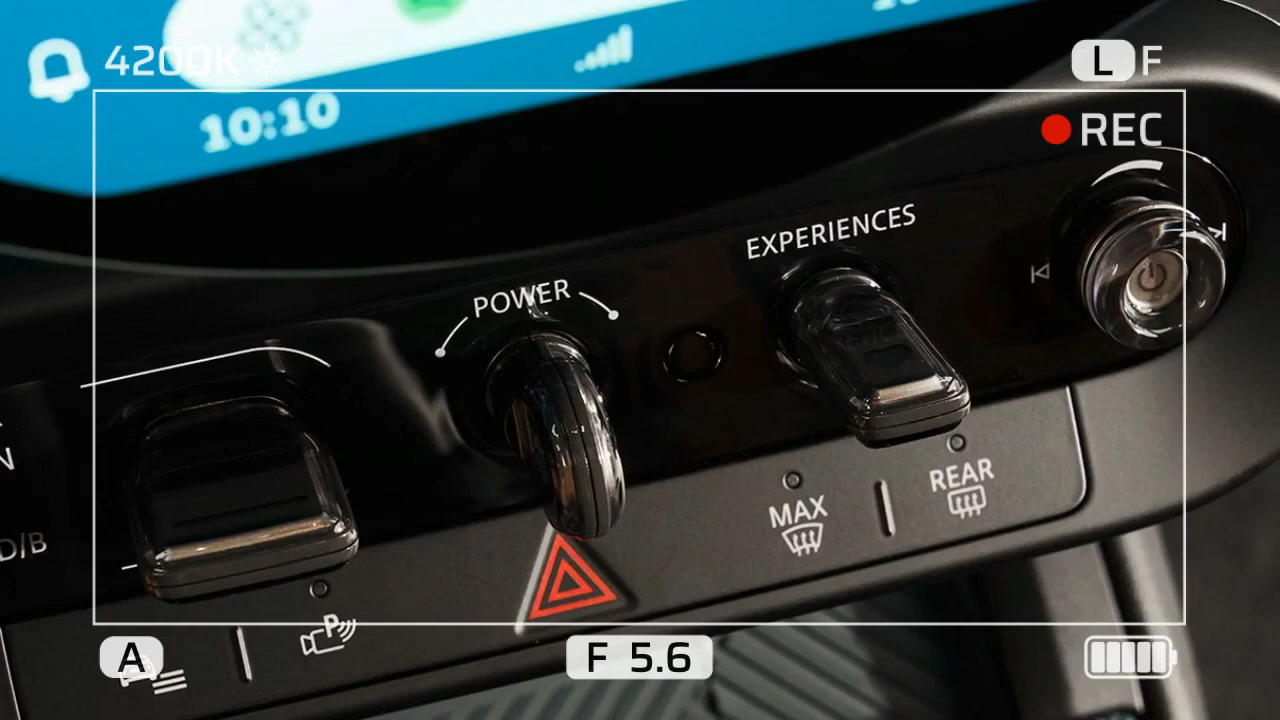 4200K
L F
10:10
REC
EXPERIENCES
POWER
N
REAR
MAX
D/B
P
A
F 5.6